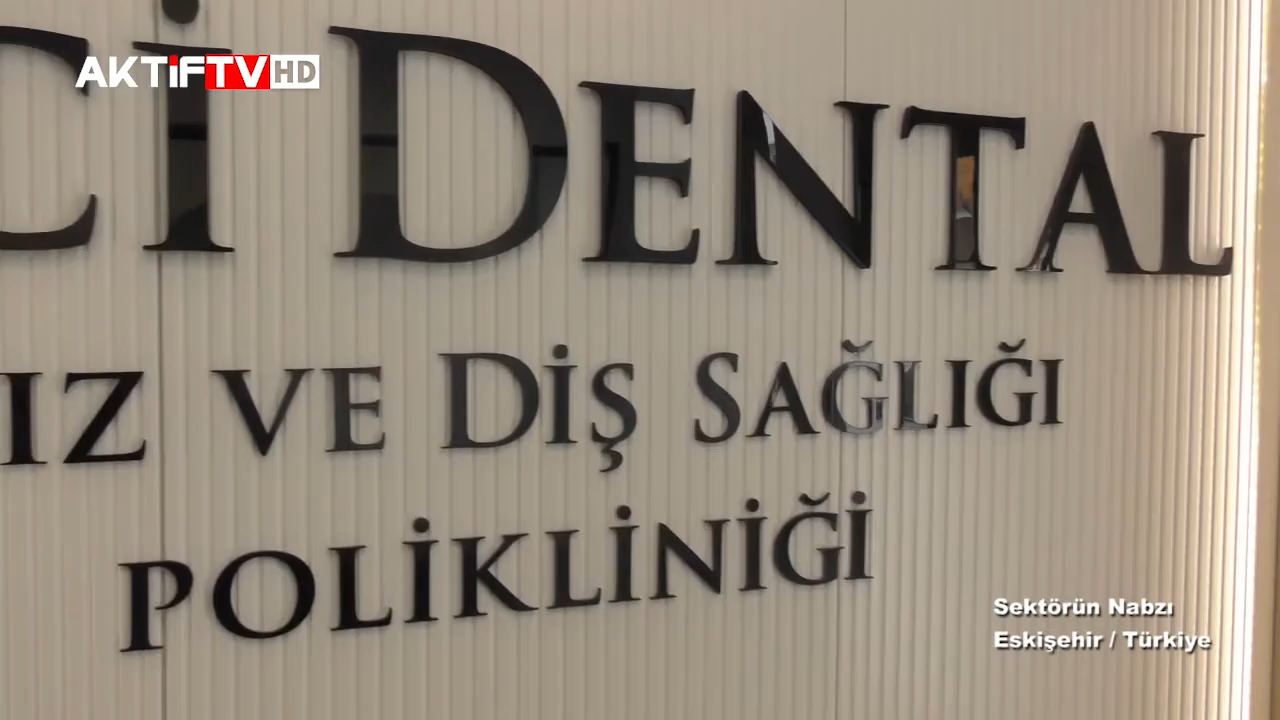 AKTİFTV HD
Cİ DENTAL
IZ VE DİŞ SAĞLIĞI
POLİKLİNİĞİ
Sektörün Nabzı
Eskişehir / Türkiye